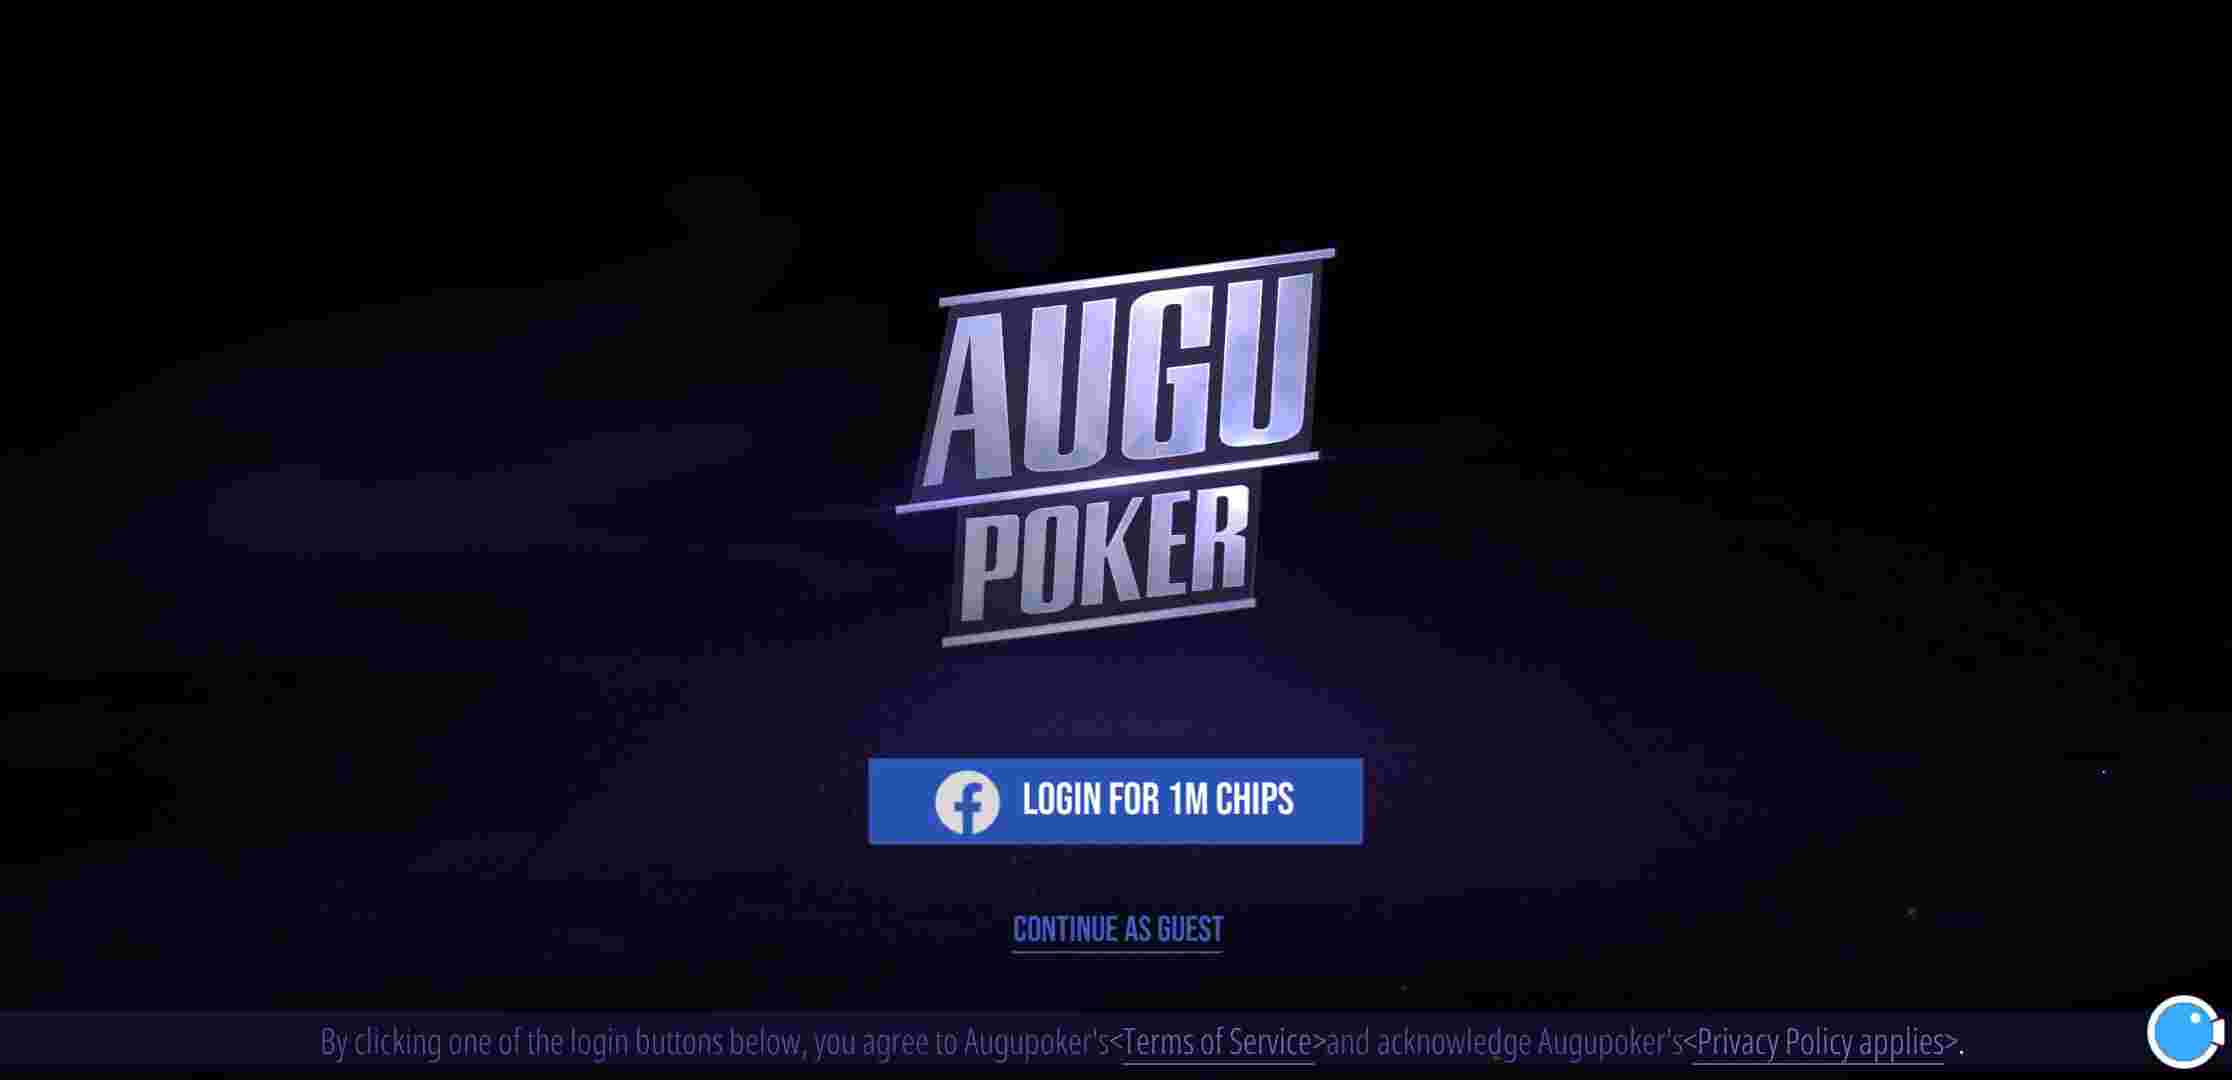 AUGU
POKER
LOGIN FOR 1M CHIPS
CONTINUE AS GUEST
By clicking one of the login buttons below, you agree to Augupoker's<Terms of Service>and acknowledge Augupoker's<Privacy Policy applies>.